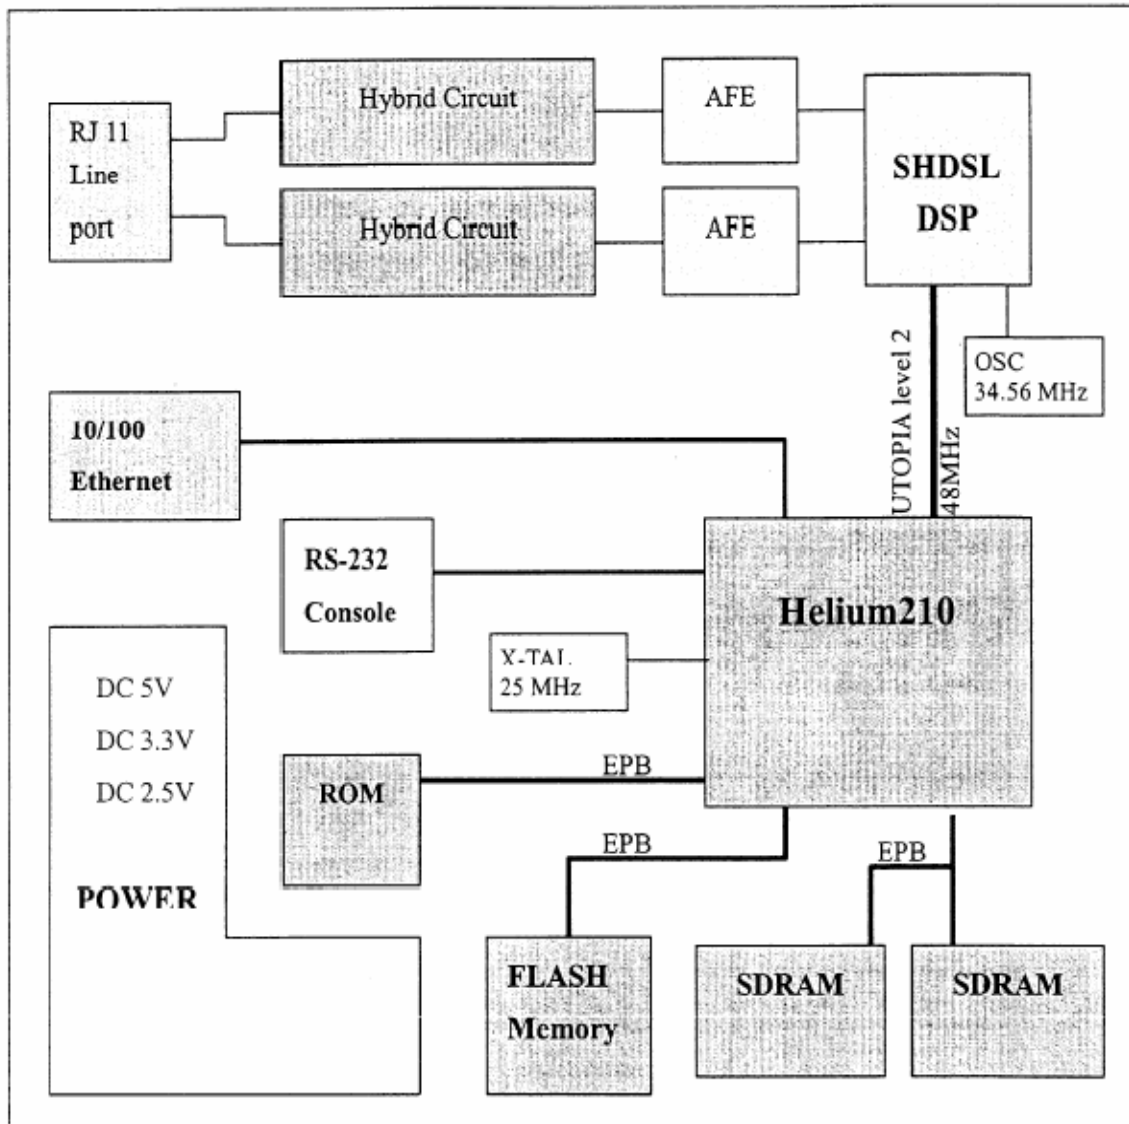 RJ 11
Line
port
Hybrid Circuit
AFE
SHDSL
DSP
Hybrid Circuit
AFE
UTOPIA level 2
48MHz
OSC
34.56 MHz
10/100
Ethernet
RS-232
Console
Helium210
X-TAL
25 MHz
DC 5V
DC 3.3V
DC 2.5V
POWER
ROM
EPB
EPB
EPB
FLASH
Memory
SDRAM
SDRAM